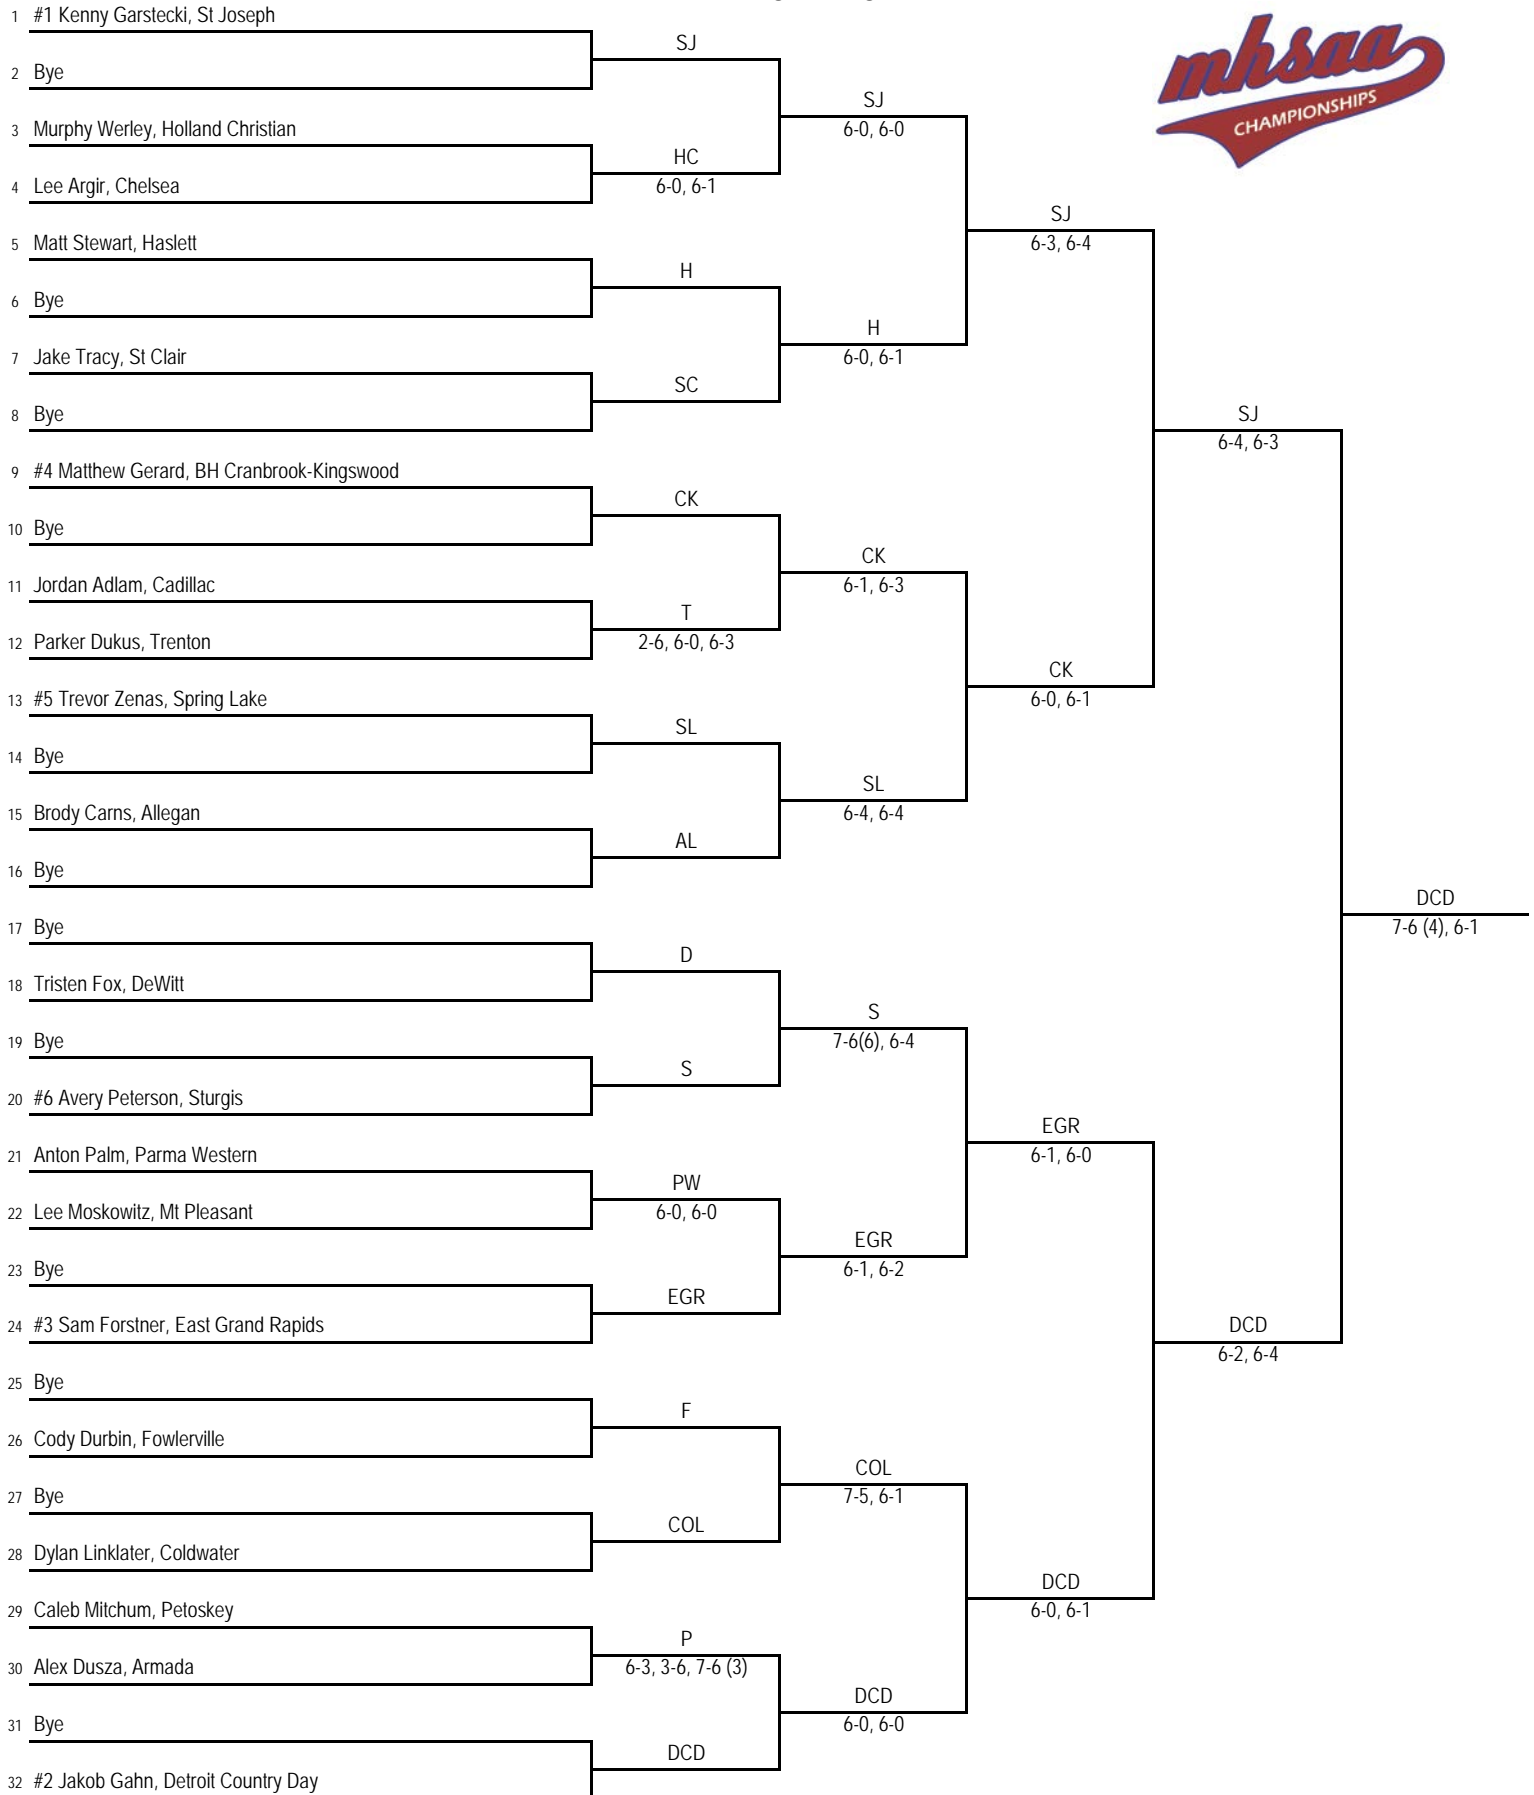 1 #1 Kenny Garstecki, St Joseph
SJ
2 Bye
SJ
6-0, 6-0
3 Murphy Werley, Holland Christian
HC
6-0, 6-1
4 Lee Argir, Chelsea
SJ
6-3, 6-4
5 Matt Stewart, Haslett
H
6 Bye
H
6-0, 6-1
7 Jake Tracy, St Clair
SC
8 Bye
SJ
6-4, 6-3
9 #4 Matthew Gerard, BH Cranbrook-Kingswood
CK
10 Bye
CK
6-1, 6-3
11 Jordan Adlam, Cadillac
T
2-6, 6-0, 6-3
12 Parker Dukus, Trenton
CK
6-0, 6-1
13 #5 Trevor Zenas, Spring Lake
SL
14 Bye
SL
6-4, 6-4
15 Brody Carns, Allegan
AL
16 Bye
DCD
7-6 (4), 6-1
17 Bye
D
18 Tristen Fox, DeWitt
S
7-6(6), 6-4
19 Bye
S
20 #6 Avery Peterson, Sturgis
EGR
6-1, 6-0
21 Anton Palm, Parma Western
PW
6-0, 6-0
22 Lee Moskowitz, Mt Pleasant
EGR
6-1, 6-2
23 Bye
EGR
24 #3 Sam Forstner, East Grand Rapids
DCD
6-2, 6-4
25 Bye
F
26 Cody Durbin, Fowlerville
COL
7-5, 6-1
27 Bye
COL
28 Dylan Linklater, Coldwater
DCD
6-0, 6-1
29 Caleb Mitchum, Petoskey
P
6-3, 3-6, 7-6 (3)
30 Alex Dusza, Armada
DCD
6-0, 6-0
31 Bye
DCD
32 #2 Jakob Gahn, Detroit Country Day
mhsaa
CHAMPIONSHIPS